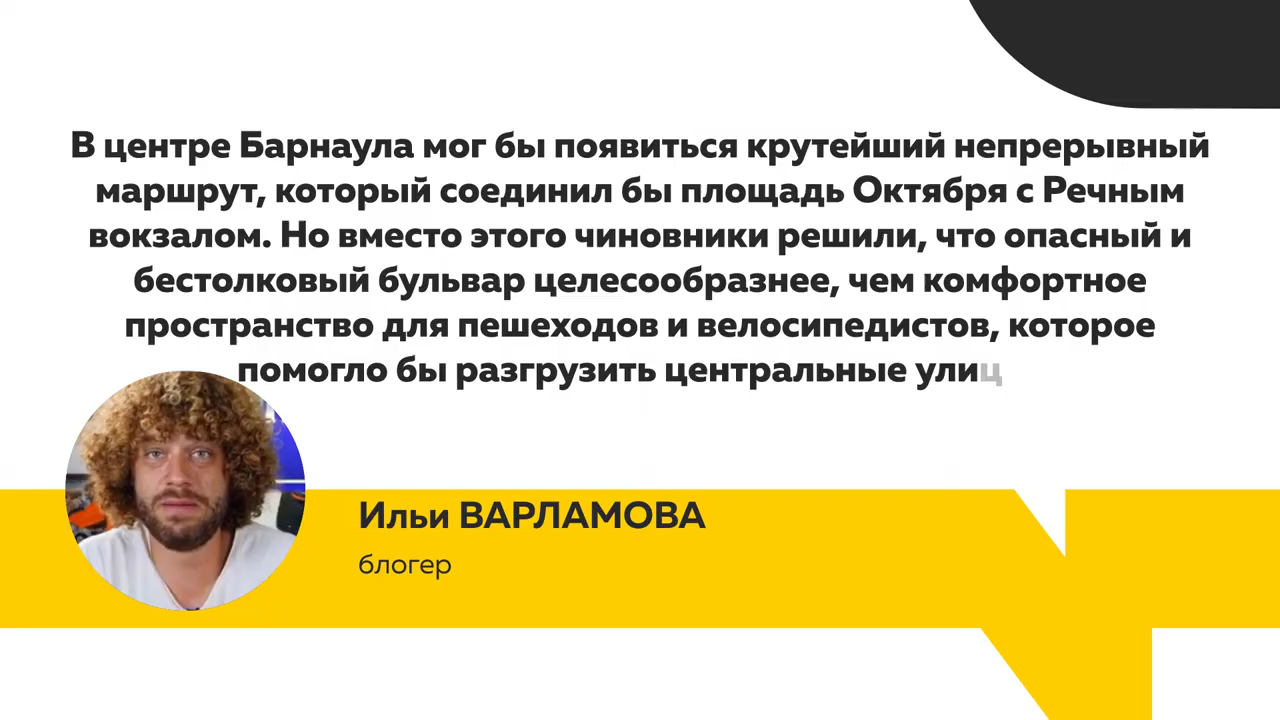 В центре Барнаула мог бы появиться крутейший непрерывный
маршрут, который соединил бы площадь Октября с Речным
вокзалом. Но вместо этого чиновники решили, что опасный и
бестолковый бульвар целесообразнее, чем комфортное
пространство для пешеходов и велосипедистов, которое
помогло бы разгрузить центральные улиц
Ильи ВАРЛАМОВА
блогер